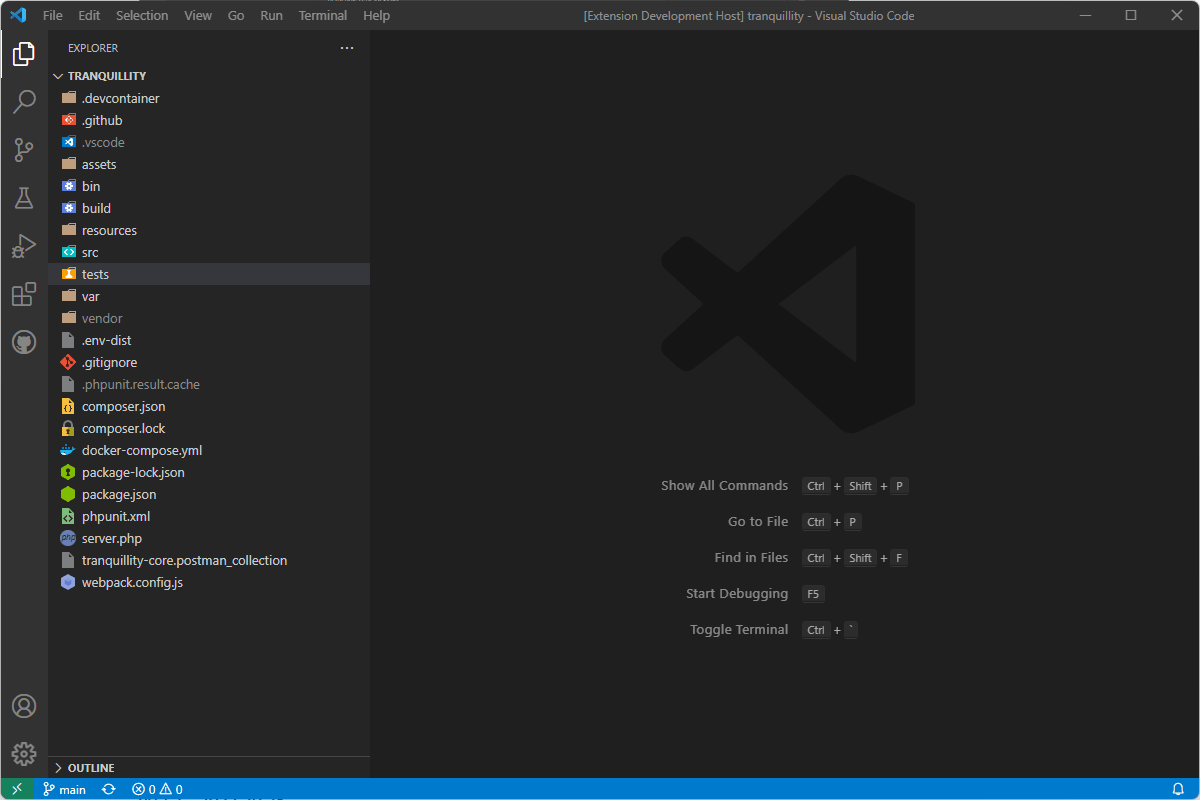 File Edit Selection View Go Run Terminal Help [Extension Development Host] tranquillity - Visual Studio Code
EXPLORER
TRANQUILLITY
.devcontainer
.github
.vscode
assets
bin
build
resources
src
tests
var
vendor
.env-dist
.gitignore
.phpunit.result.cache
composer.json
composer.lock
docker-compose.yml
package-lock.json
package.json
phpunit.xml
php server.php
tranquillity-core.postman_collection
webpack.config.js
OUTLINE
Show All Commands Ctrl + Shift + P
Go to File Ctrl + P
Find in Files Ctrl + Shift + F
Start Debugging F5
Toggle Terminal Ctrl + `
main 0 0